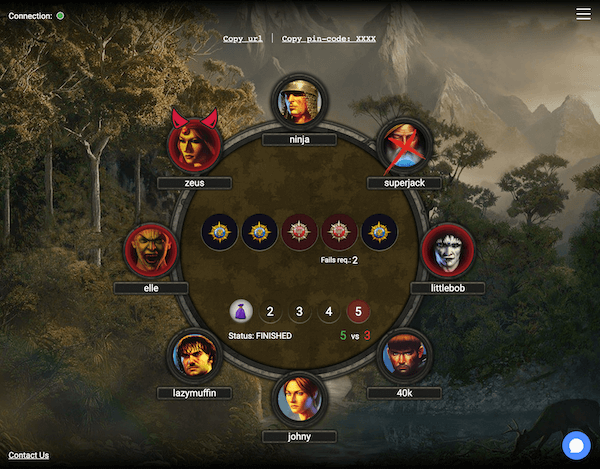 Connection:
Copy url | Copy pin-code: XXXX
ninja
zeus
superjack
Fails req.: 2
elle
littlebob
2 3 4 5
Status: FINISHED 5 vs 3
lazymuffin
40k
johny
Contact Us